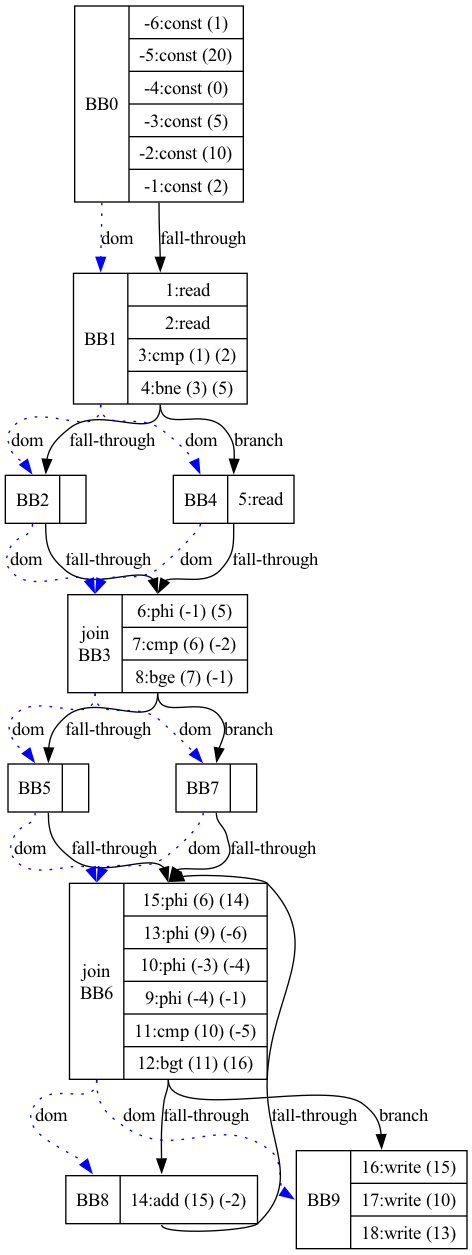 BB0
-6:const (1)
-5:const (20)
-4:const (0)
-3:const (5)
-2:const (10)
-1:const (2)
dom
fall-through
BB1
1:read
2:read
3:cmp (1) (2)
4:bne (3) (5)
dom
fall-through
dom
branch
BB2
BB4
5:read
dom
fall-through
dom
fall-through
join
BB3
6:phi (-1) (5)
7:cmp (6) (-2)
8:bge (7) (-1)
dom
fall-through
dom
branch
BB5
BB7
dom
fall-through
dom
fall-through
join
BB6
15:phi (6) (14)
13:phi (9) (-6)
10:phi (-3) (-4)
9:phi (-4) (-1)
11:cmp (10) (-5)
12:bgt (11) (16)
dom
dom
fall-through
fall-through
branch
BB8
14:add (15) (-2)
BB9
16:write (15)
17:write (10)
18:write (13)